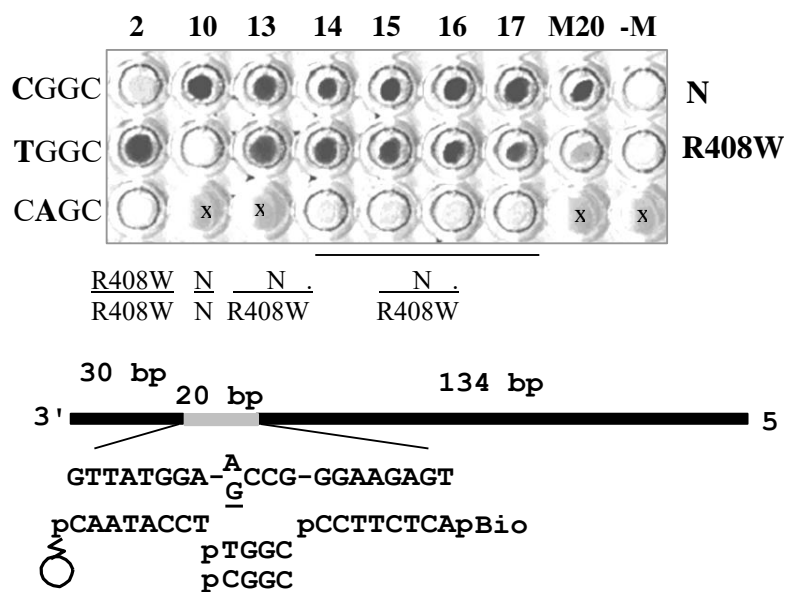 2 10 13 14 15 16 17 M20 -M
CGGC N
TGGC R408W
CAGC x x x x
R408W N N . N .
R408W N R408W R408W
30 bp 20 bp 134 bp
3' 5
A
GTTATGGA- CCG-GGAAGAGT
G
pCAATACCT pCCTTCTCApBio
pTGGC
pCGGC